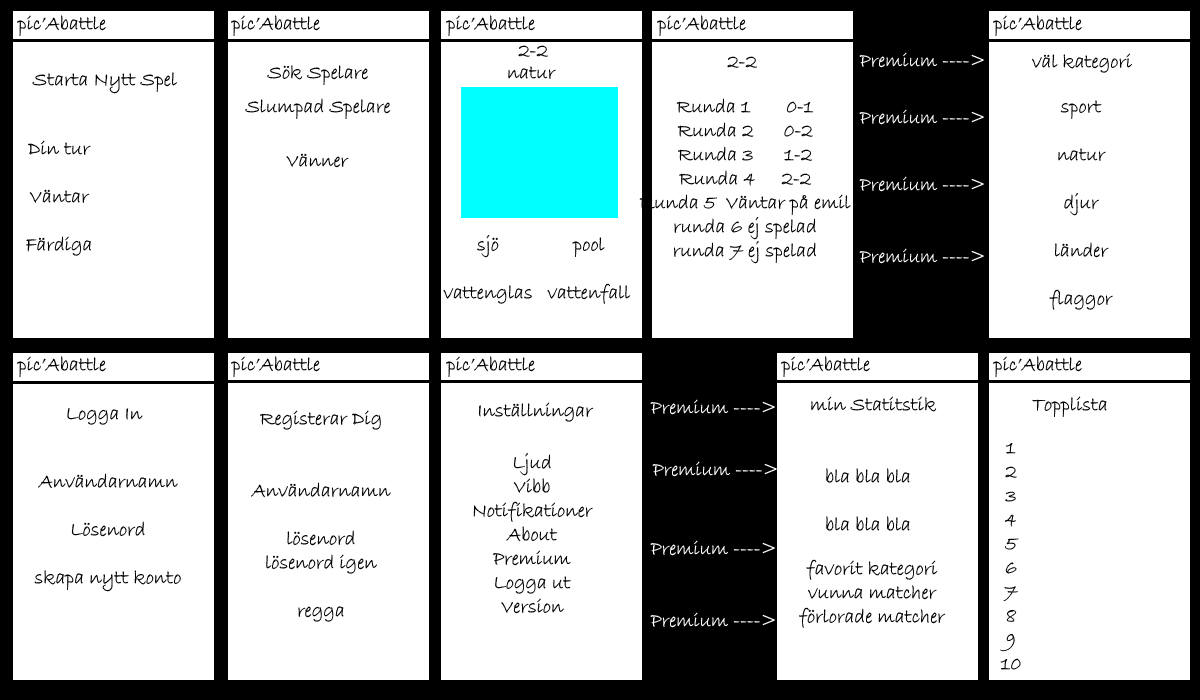 pic'Abattle
Starta Nytt Spel
Din tur
Väntar
Färdiga
pic'Abattle
Sök Spelare
Slumpad Spelare
Vänner
pic'Abattle
2-2
natur
sjö pool
vattenglas vattenfall
pic'Abattle
2-2
Runda 1 0-1
Runda 2 0-2
Runda 3 1-2
Runda 4 2-2
Runda 5 Väntar på emil
runda 6 ej spelad
runda 7 ej spelad
Premium ---->
Premium ---->
Premium ---->
Premium ---->
pic'Abattle
väl kategori
sport
natur
djur
länder
flaggor
pic'Abattle
Logga In
Användarnamn
Lösenord
skapa nytt konto
pic'Abattle
Registerar Dig
Användarnamn
lösenord
lösenord igen
regga
pic'Abattle
Inställningar
Ljud
Vibb
Notifikationer
About
Premium
Logga ut
Version
Premium ---->
Premium ---->
Premium ---->
Premium ---->
pic'Abattle
min Statitstik
bla bla bla
bla bla bla
favorit kategori
vunna matcher
förlorade matcher
pic'Abattle
Topplista
1
2
3
4
5
6
7
8
9
10